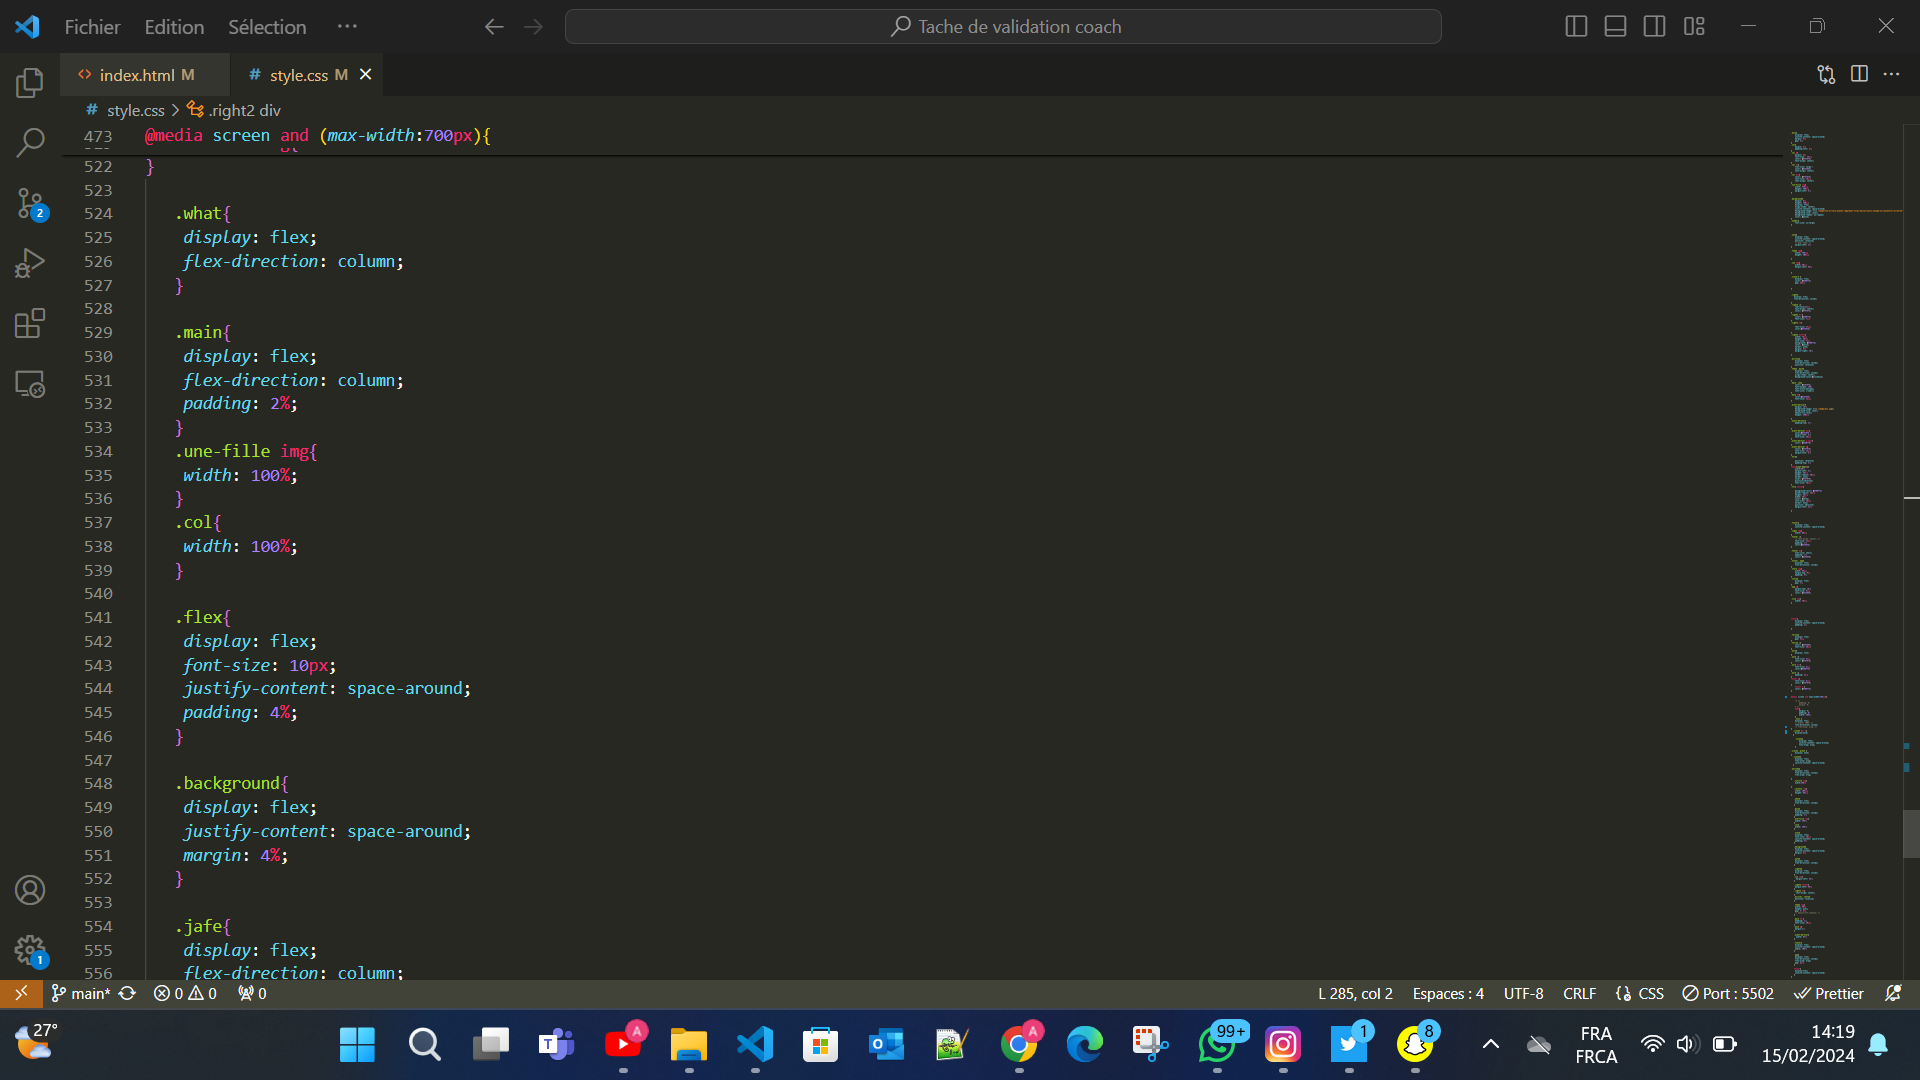 Fichier Edition Sélection ···
Tache de validation coach
index.html M
# style.css M
# style.css > .right2 div
473 @media screen and (max-width:700px){
522 }
523
524 .what{
525 display: flex;
526 flex-direction: column;
527 }
528
529 .main{
530 display: flex;
531 flex-direction: column;
532 padding: 2%;
533 }
534 .une-fille img{
535 width: 100%;
536 }
537 .col{
538 width: 100%;
539 }
540
541 .flex{
542 display: flex;
543 font-size: 10px;
544 justify-content: space-around;
545 padding: 4%;
546 }
547
548 .background{
549 display: flex;
550 justify-content: space-around;
551 margin: 4%;
552 }
553
554 .jafe{
555 display: flex;
556 flex-direction: column;
2
1
main* 0 0 0
L 285, col 2 Espaces : 4 UTF-8 CRLF CSS Port : 5502 Prettier
27°
T
A
O
A
99+
1
8
FRA
FRCA
14:19
15/02/2024